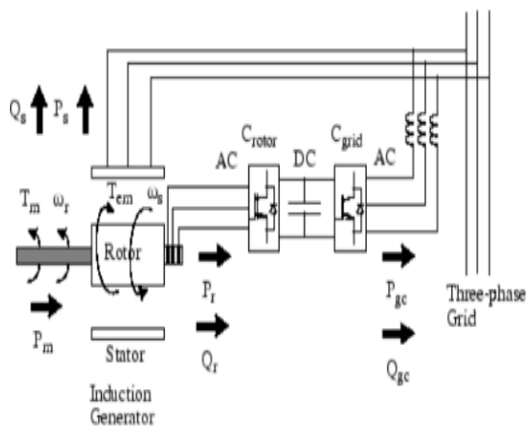 Qs Ps
Crotor Cgrid
AC DC AC
Tm ωr Tem ωs
Rotor
Pm Pr Pgc
Three-phase
Grid
Stator Qr Qgc
Induction
Generator